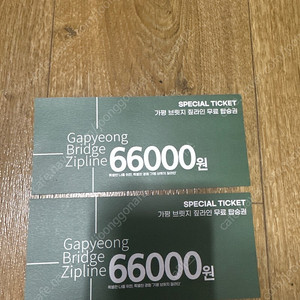 SPECIAL TICKET
가평 브릿지 짚라인 무료 탑승권
Gapyeong
Bridge
Zipline
66000원
SPECIAL TICKET
가평 브릿지 짚라인 무료 탑승권
Gapyeong
Bridge
Zipline
66000원